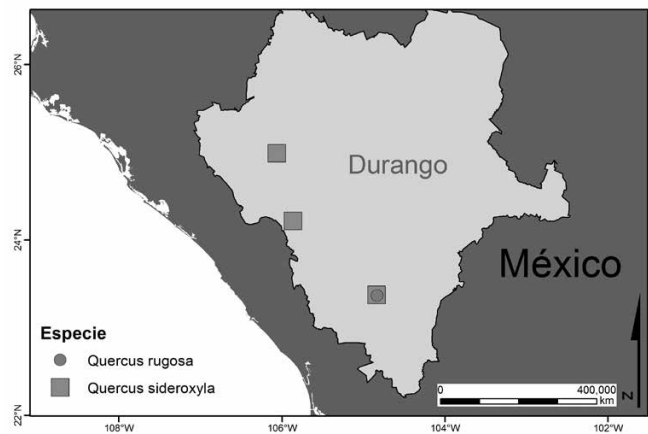 26°N
Durango
24°N
México
Especie
Quercus rugosa
Quercus sideroxyla
0
400,000
km
N
22°N
108°W
106°W
104°W
102°W